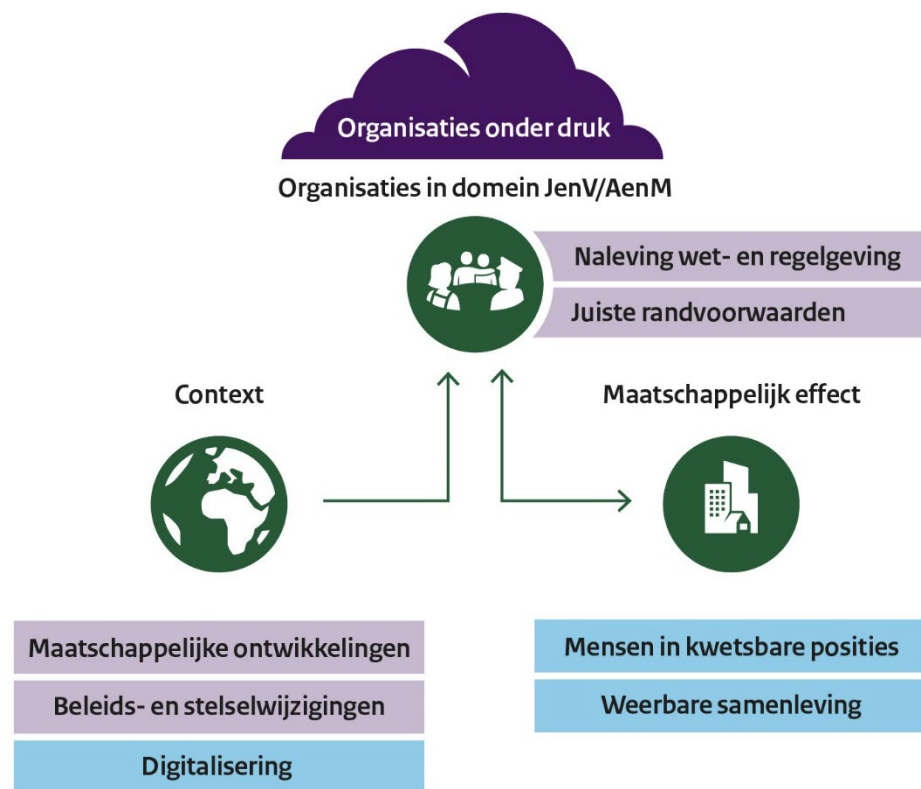 Organisaties onder druk
Organisaties in domein JenV/AenM
Naleving wet- en regelgeving
Juiste randvoorwaarden
Context
Maatschappelijk effect
Maatschappelijke ontwikkelingen
Beleids- en stelselwijzigingen
Digitalisering
Mensen in kwetsbare posities
Weerbare samenleving